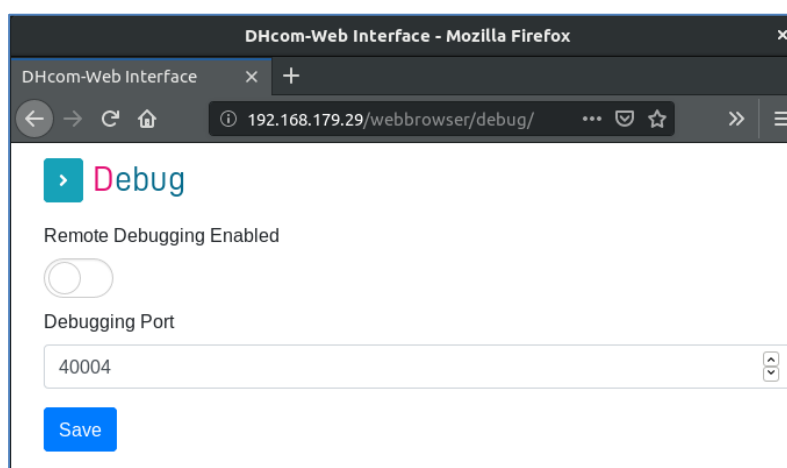 DHcom-Web Interface - Mozilla Firefox
DHcom-Web Interface
192.168.179.29/webbrowser/debug/
Debug
Remote Debugging Enabled
Debugging Port
40004
Save